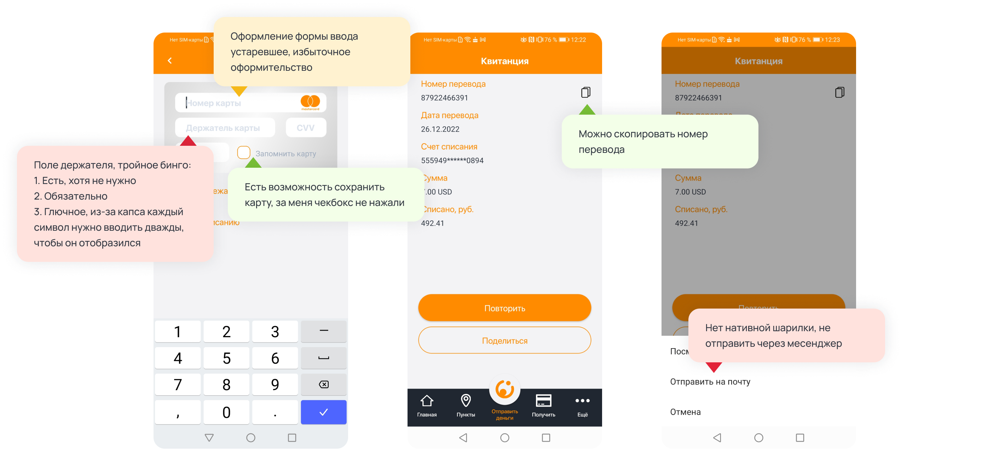 Нет SIM-карты
Оформление формы ввода
устаревшее, избыточное
оформительство
Номер карты
mastercard
Держатель карты
CVV
Запомнить карту
Поле держателя, тройное бинго:
1. Есть, хотя не нужно
2. Обязательно
3. Глючное, из-за капса каждый
символ нужно вводить дважды,
чтобы он отобразился
Есть возможность сохранить
карту, за меня чекбокс не нажали
1 2 3 –
4 5 6
7 8 9
, 0 .
Нет SIM-карты 76 % 12:22
Квитанция
Номер перевода
87922466391
Дата перевода
26.12.2022
Счет списания
555949******0894
Сумма
.00 USD
Списано, руб.
492.41
Повторить
Поделиться
Главная
Пункты
Отправить
деньги
Получить
Ещё
Можно скопировать номер
перевода
Нет SIM-карты 76 % 12:23
Квитанция
Номер перевода
87922466391
Дата перевода
Сумма
7.00 USD
Списано, руб.
492.41
Повторить
Нет нативной шарилки, не
отправить через месенджер
Отправить на почту
Отмена